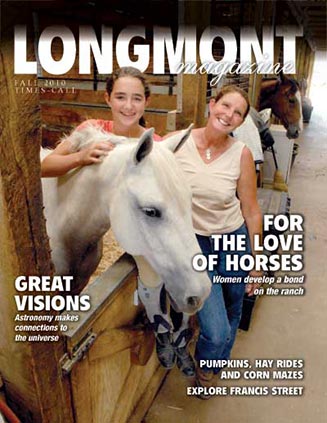 LONGMONT
magazine
FALL 2010
TIMES-CALL
FOR
THE LOVE
OF HORSES
Women develop a bond
on the ranch
GREAT
VISIONS
Astronomy makes
connections to
the universe
PUMPKINS, HAY RIDES
AND CORN MAZES
EXPLORE FRANCIS STREET